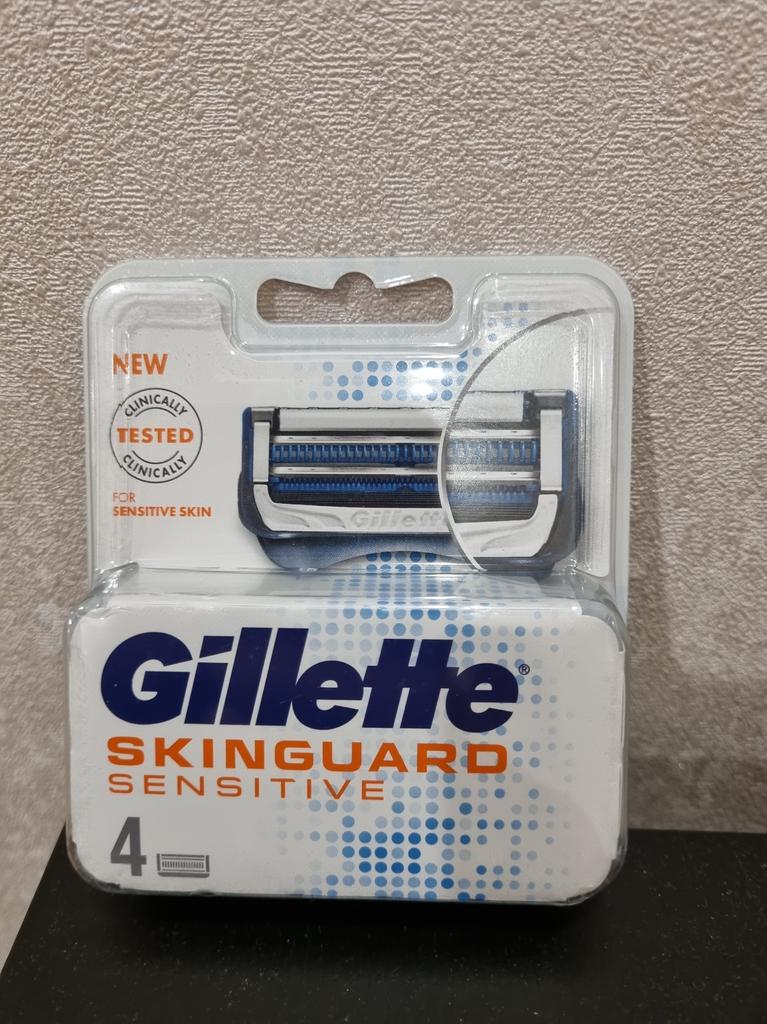 NEW
CLINICALLY
TESTED
CLINICALLY
FOR
SENSITIVE SKIN
Gillette
Gillette®
SKINGUARD
SENSITIVE
4